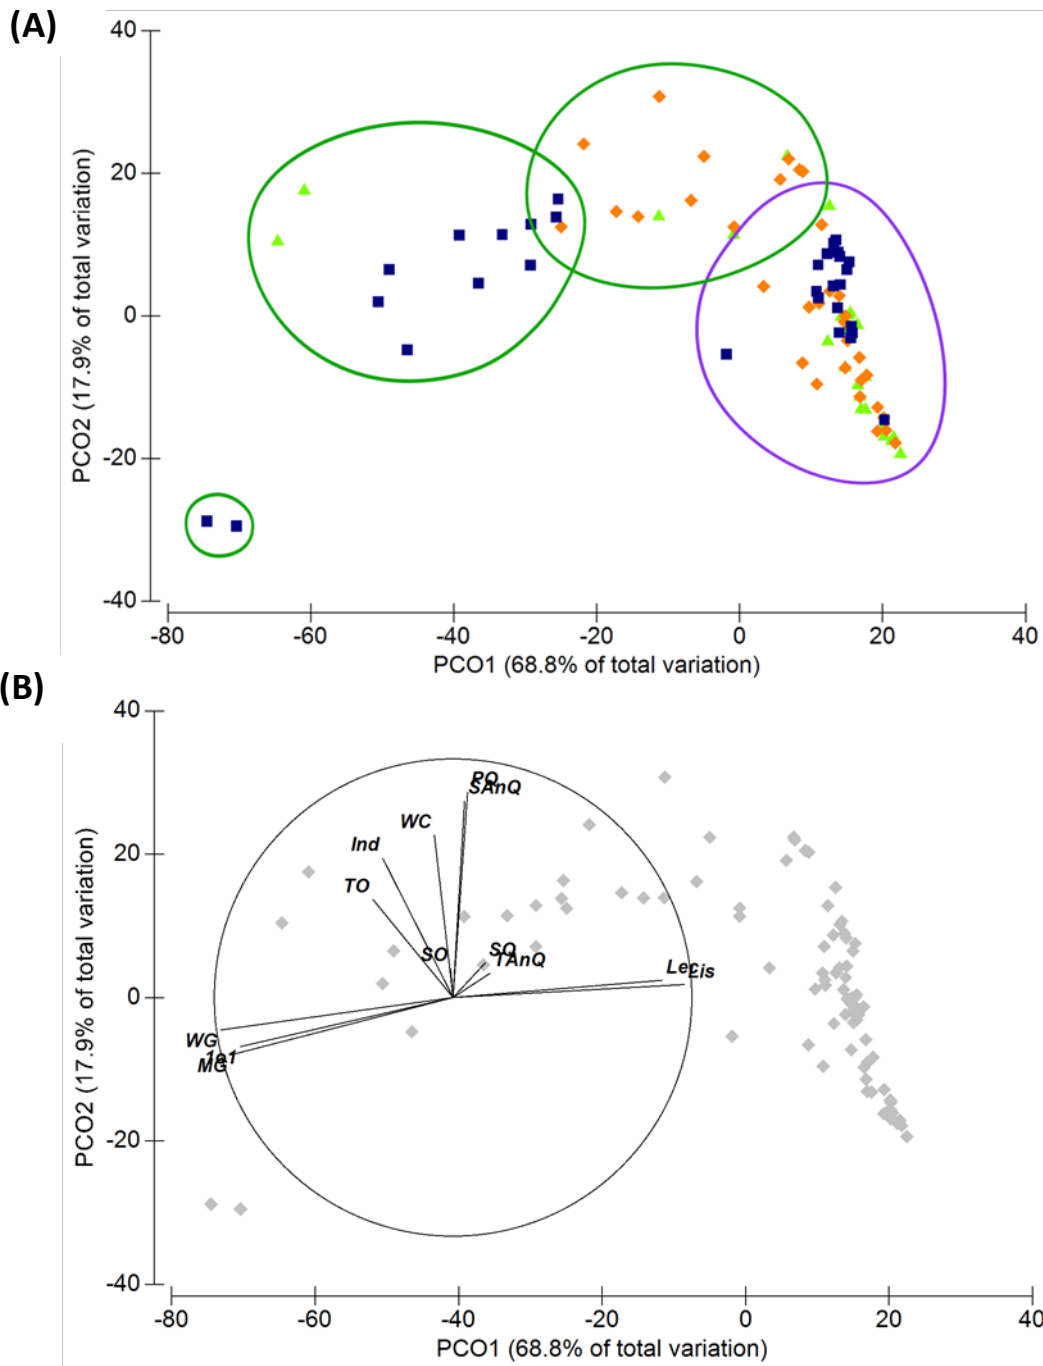 (A)
40
20
0
-20
-40
PCO2 (17.9% of total variation)
-80 -60 -40 -20 0 20 40
PCO1 (68.8% of total variation)
(B)
40
20
0
-20
-40
PCO2 (17.9% of total variation)
PQ
SAnQ
WC
Ind
TO
SO
SQ
TAnQ
Lec
Lis
WG
1o1
MG
-80 -60 -40 -20 0 20 40
PCO1 (68.8% of total variation)